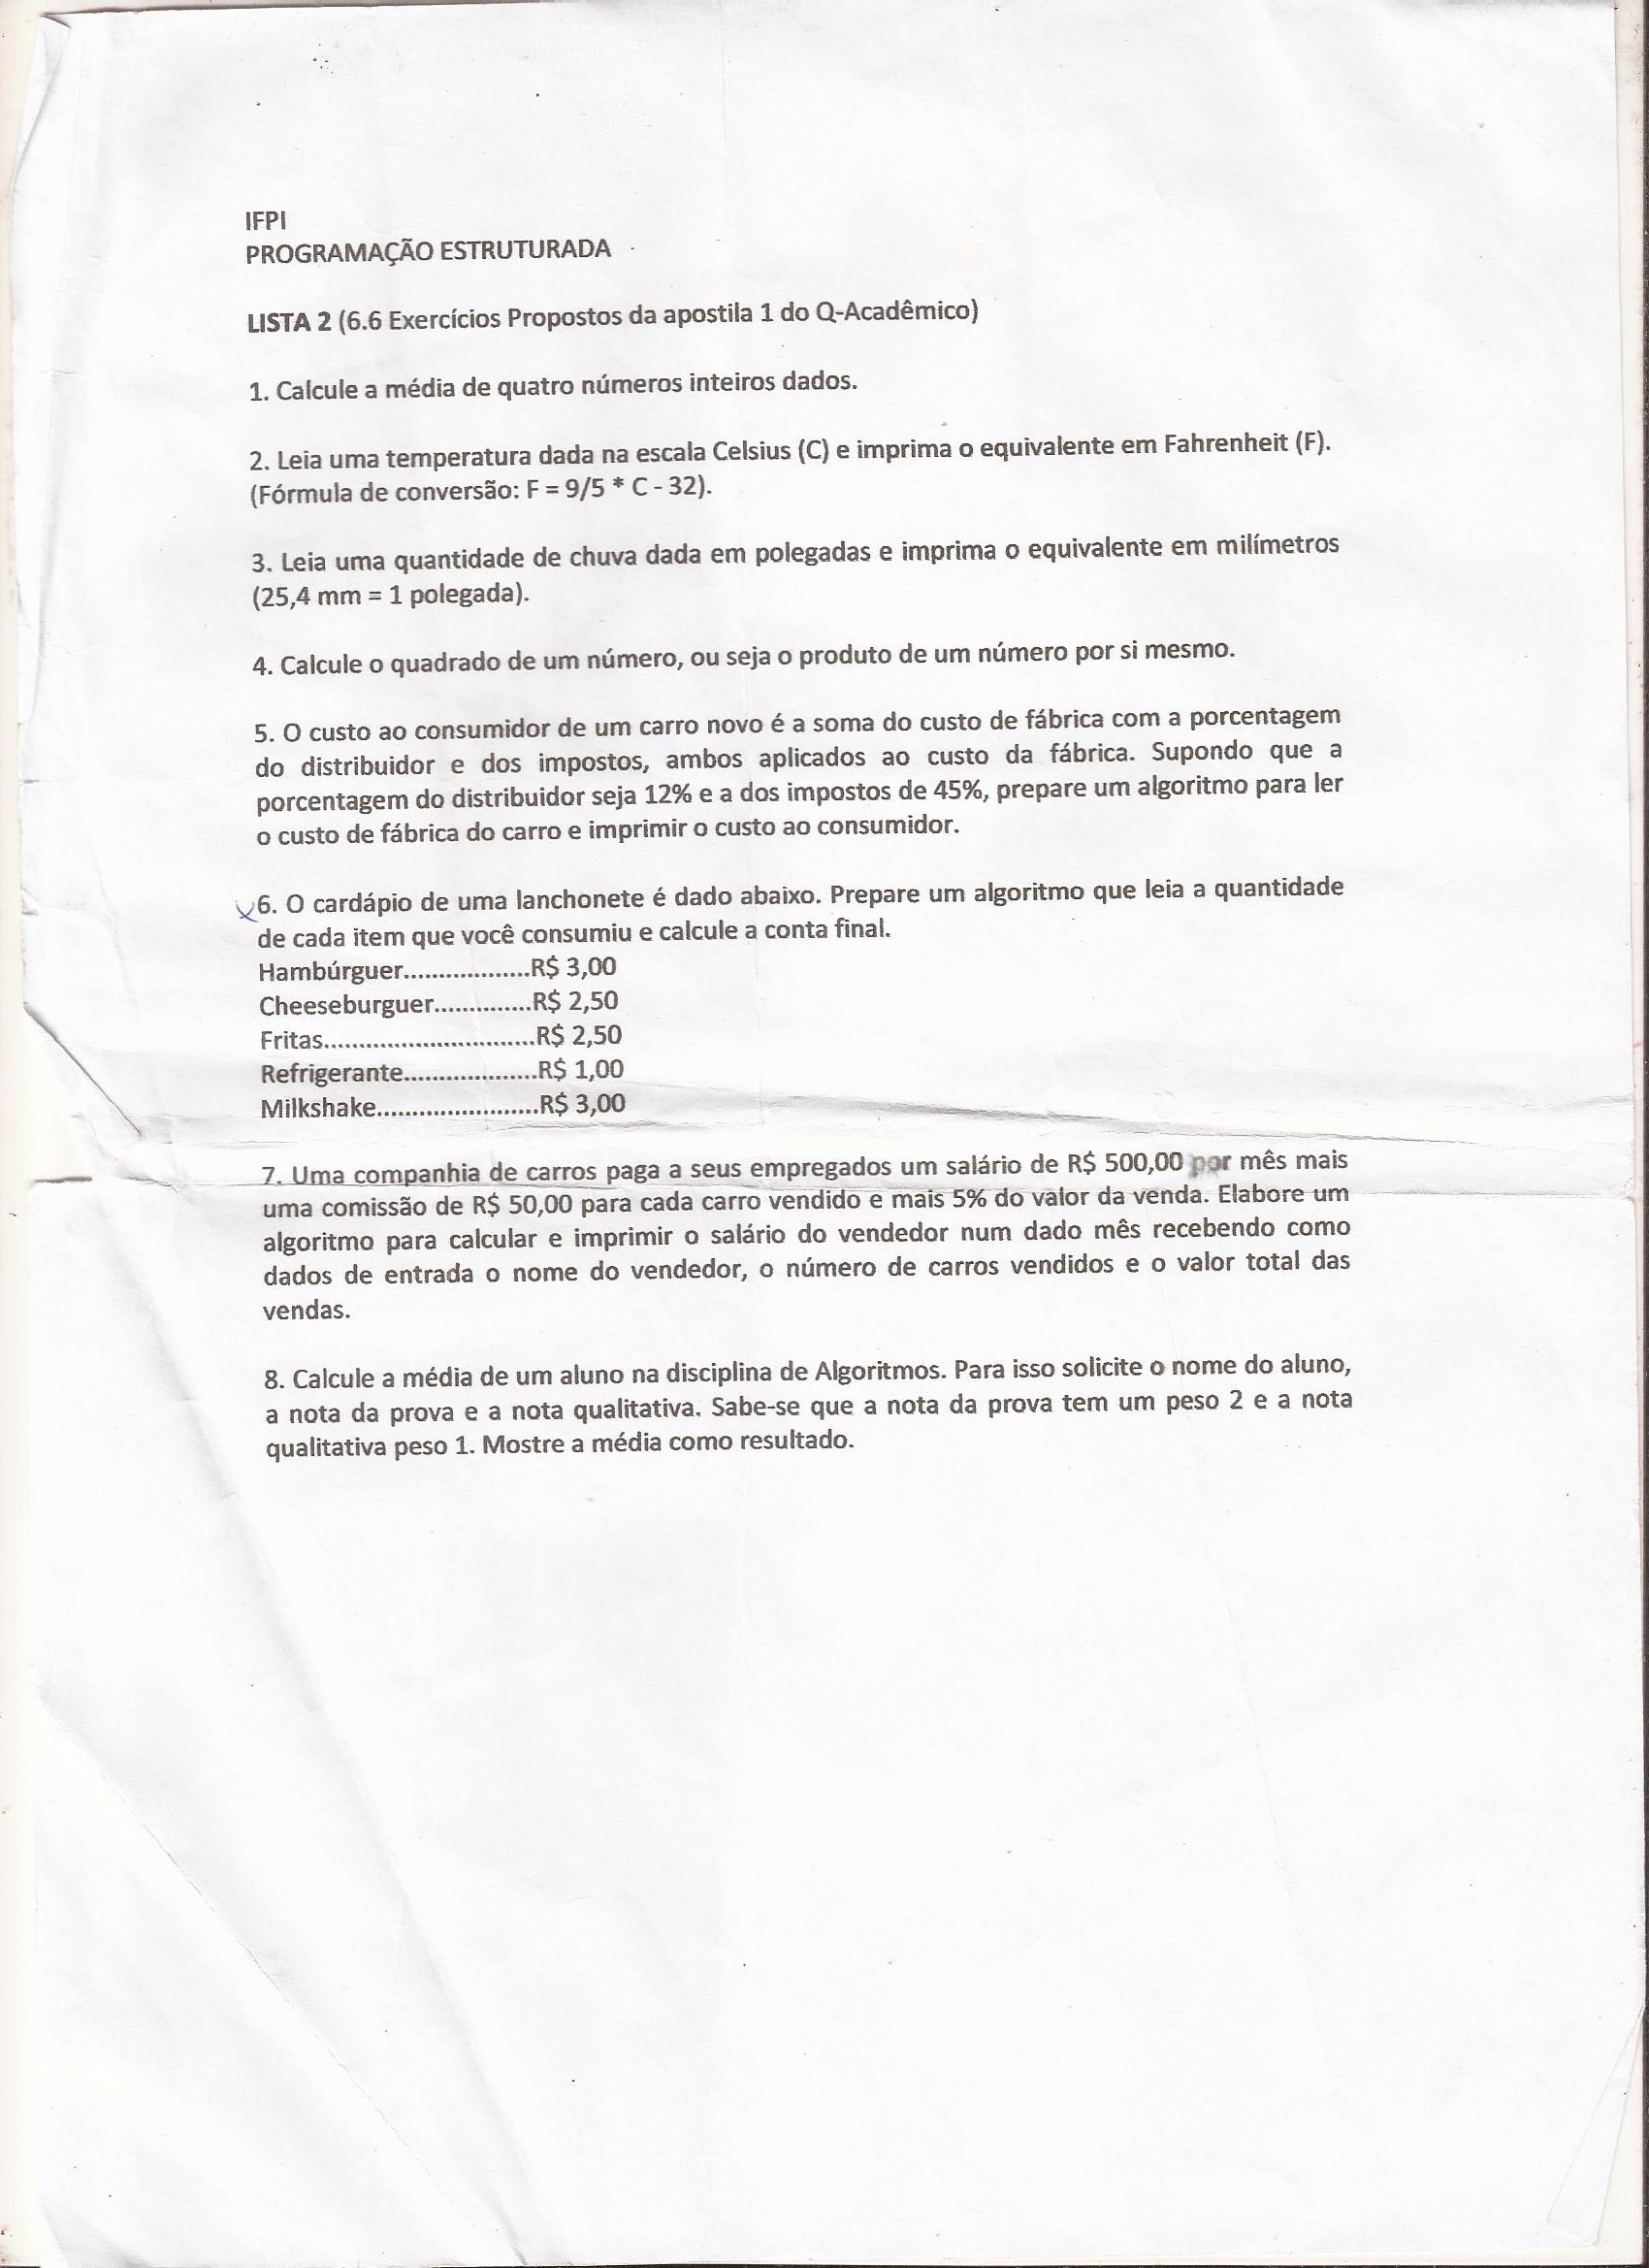 IFPI
PROGRAMAÇÃO ESTRUTURADA
LISTA 2 (6.6 Exercícios Propostos da apostila 1 do Q-Acadêmico)
1. Calcule a média de quatro números inteiros dados.
2. Leia uma temperatura dada na escala Celsius (C) e imprima o equivalente em Fahrenheit (F).
(Fórmula de conversão: F = 9/5 * C - 32).
3. Leia uma quantidade de chuva dada em polegadas e imprima o equivalente em milímetros
(25,4 mm = 1 polegada).
4. Calcule o quadrado de um número, ou seja o produto de um número por si mesmo.
5. O custo ao consumidor de um carro novo é a soma do custo de fábrica com a porcentagem
do distribuidor e dos impostos, ambos aplicados ao custo da fábrica. Supondo que a
porcentagem do distribuidor seja 12% e a dos impostos de 45%, prepare um algoritmo para ler
o custo de fábrica do carro e imprimir o custo ao consumidor.
6. O cardápio de uma lanchonete é dado abaixo. Prepare um algoritmo que leia a quantidade
de cada item que você consumiu e calcule a conta final.
Hambúrguer..................R$ 3,00
Cheeseburguer..............R$ 2,50
Fritas..............................R$ 2,50
Refrigerante...................R$ 1,00
Milkshake.......................R$ 3,00
7. Uma companhia de carros paga a seus empregados um salário de R$ 500,00 por mês mais
uma comissão de R$ 50,00 para cada carro vendido e mais 5% do valor da venda. Elabore um
algoritmo para calcular e imprimir o salário do vendedor num dado mês recebendo como
dados de entrada o nome do vendedor, o número de carros vendidos e o valor total das
vendas.
8. Calcule a média de um aluno na disciplina de Algoritmos. Para isso solicite o nome do aluno,
a nota da prova e a nota qualitativa. Sabe-se que a nota da prova tem um peso 2 e a nota
qualitativa peso 1. Mostre a média como resultado.